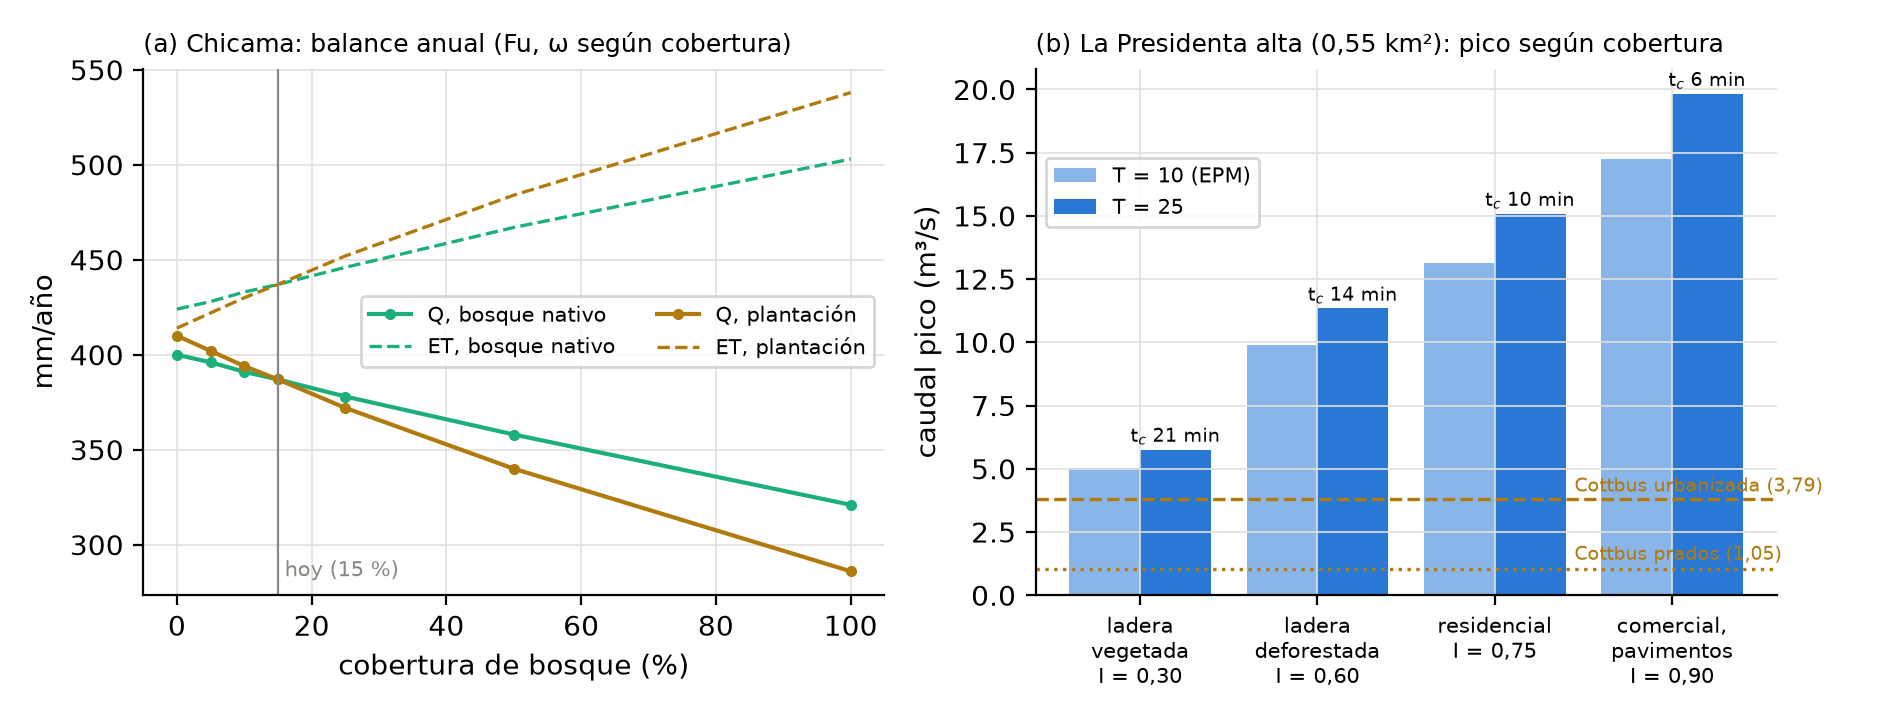 (a) Chicama: balance anual (Fu, ω según cobertura)
550
500
450
400
350
300
mm/año
Q, bosque nativo
ET, bosque nativo
Q, plantación
ET, plantación
hoy (15 %)
0 20 40 60 80 100
cobertura de bosque (%)
(b) La Presidenta alta (0,55 km²): pico según cobertura
20.0
17.5
15.0
12.5
10.0
7.5
5.0
2.5
0.0
caudal pico (m³/s)
T = 10 (EPM)
T = 25
tc 21 min
tc 14 min
tc 10 min
tc 6 min
Cottbus urbanizada (3,79)
Cottbus prados (1,05)
ladera
vegetada
I = 0,30
ladera
deforestada
I = 0,60
residencial
I = 0,75
comercial,
pavimentos
I = 0,90